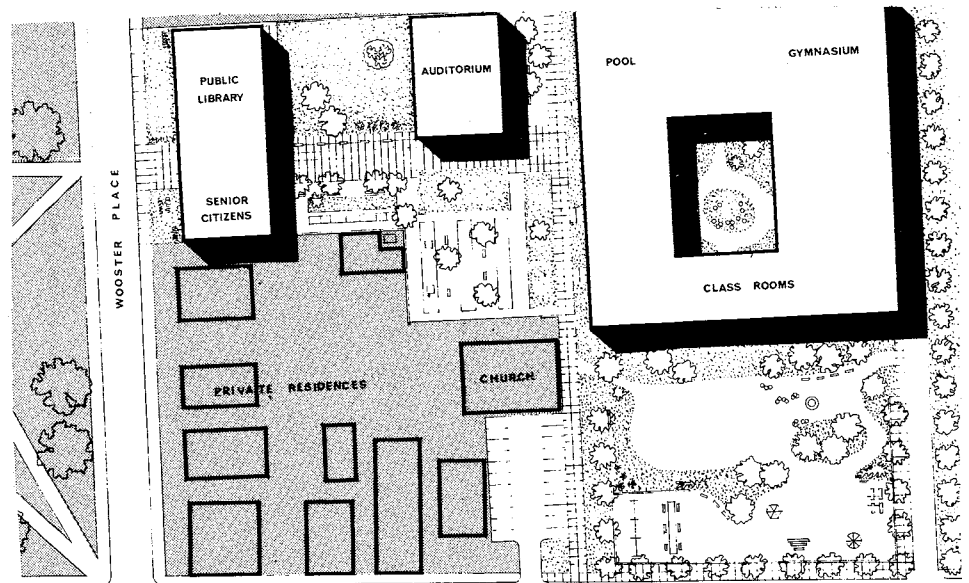 POOL
GYMNASIUM
PUBLIC
LIBRARY
AUDITORIUM
SENIOR
CITIZENS
WOOSTER PLACE
CLASS ROOMS
PRIVATE RESIDENCES
CHURCH